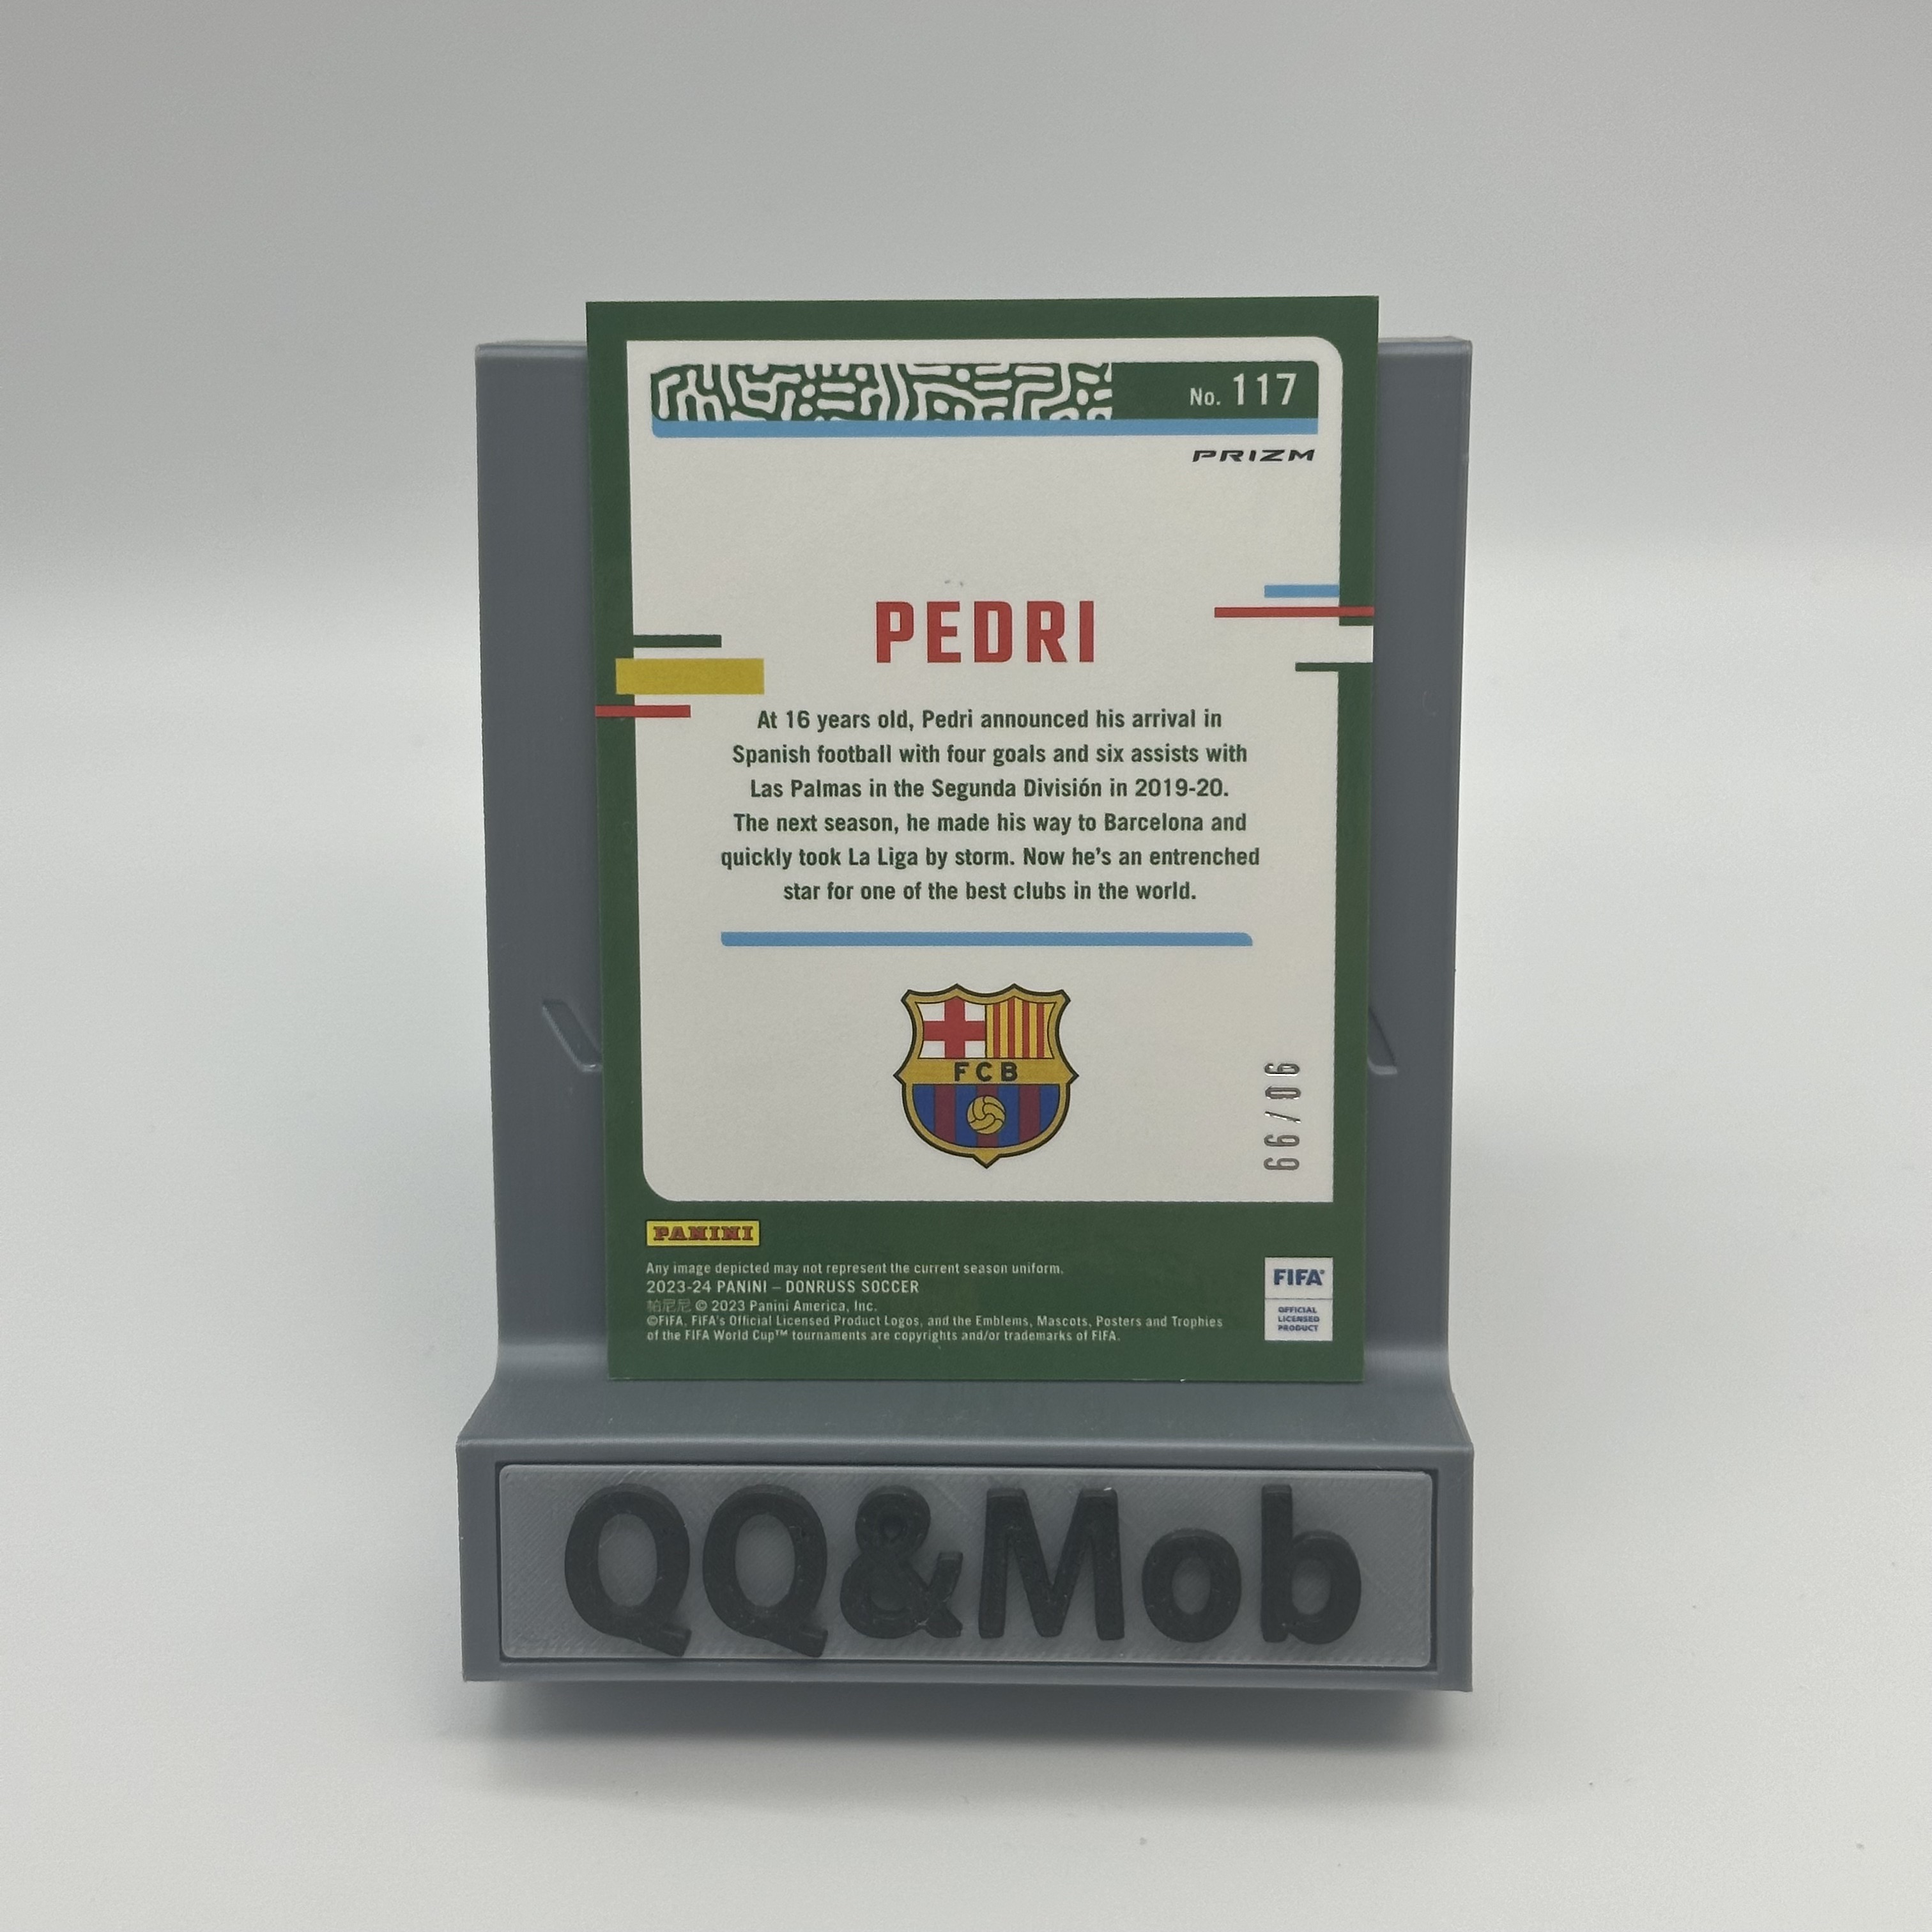 No. 117
PRIZM
PEDRI
At 16 years old, Pedri announced his arrival in
Spanish football with four goals and six assists with
Las Palmas in the Segunda División in 2019-20.
The next season, he made his way to Barcelona and
quickly took La Liga by storm. Now he's an entrenched
star for one of the best clubs in the world.
FCB
90/99
PANINI
Any image depicted may not represent the current season uniform.
2023-24 PANINI – DONRUSS SOCCER
帕尼尼 © 2023 Panini America, Inc.
©FIFA, FIFA's Official Licensed Product Logos, and the Emblems, Mascots, Posters and Trophies
of the FIFA World Cup™ tournaments are copyrights and/or trademarks of FIFA.
FIFA®
OFFICIAL
LICENSED
PRODUCT
QQ&Mob